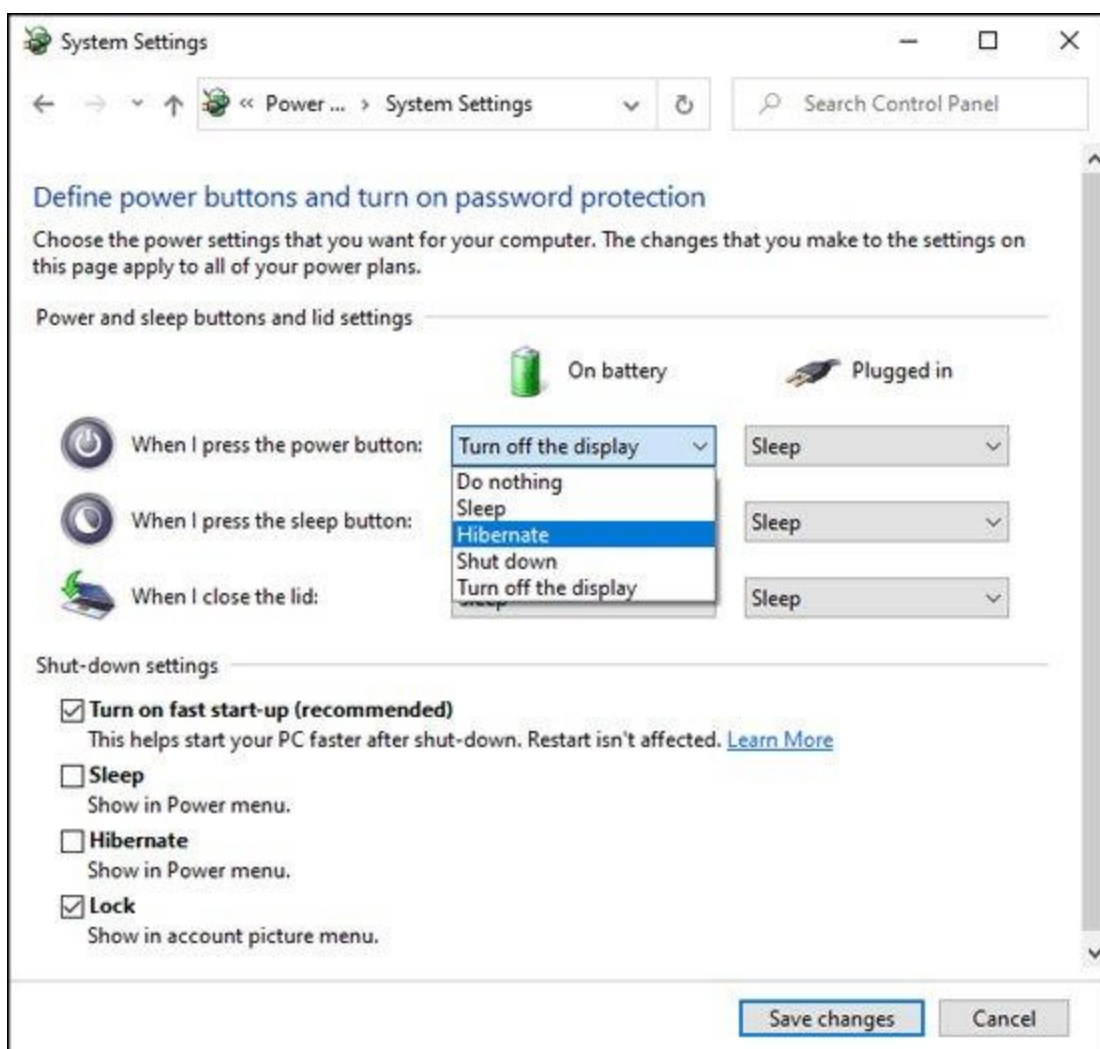 System Settings
« Power ... › System Settings
Search Control Panel
Define power buttons and turn on password protection
Choose the power settings that you want for your computer. The changes that you make to the settings on
this page apply to all of your power plans.
Power and sleep buttons and lid settings
On battery
Plugged in
When I press the power button:
Turn off the display
Sleep
Do nothing
Sleep
Hibernate
Shut down
Turn off the display
When I press the sleep button:
Sleep
When I close the lid:
Sleep
Shut-down settings
Turn on fast start-up (recommended)
This helps start your PC faster after shut-down. Restart isn't affected. Learn More
Sleep
Show in Power menu.
Hibernate
Show in Power menu.
Lock
Show in account picture menu.
Save changes
Cancel